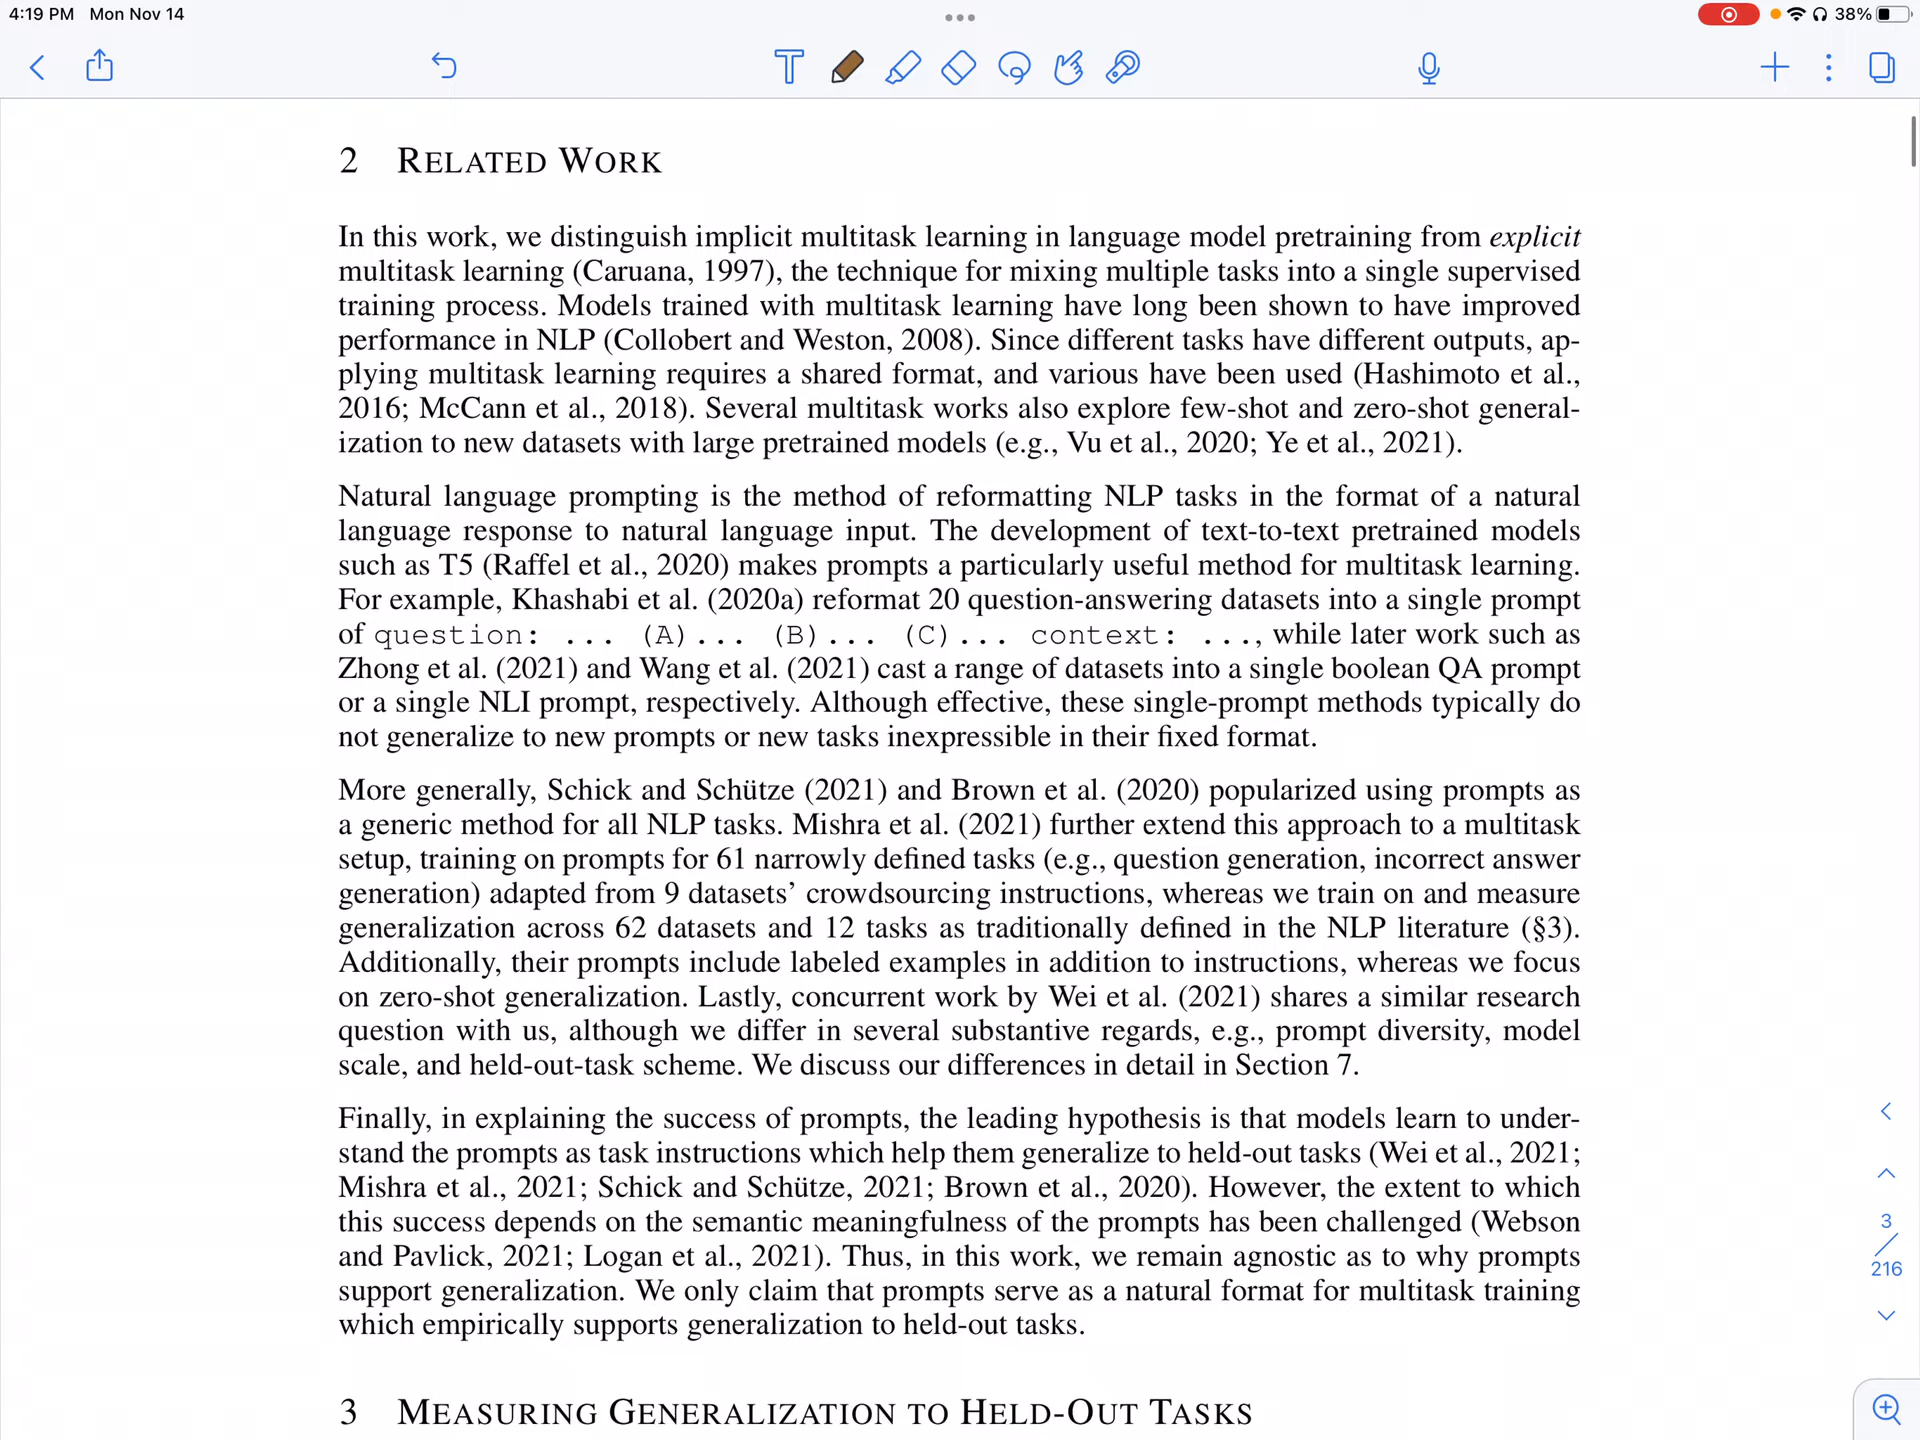 4:19 PM Mon Nov 14
38%
2 RELATED WORK
In this work, we distinguish implicit multitask learning in language model pretraining from explicit
multitask learning (Caruana, 1997), the technique for mixing multiple tasks into a single supervised
training process. Models trained with multitask learning have long been shown to have improved
performance in NLP (Collobert and Weston, 2008). Since different tasks have different outputs, ap-
plying multitask learning requires a shared format, and various have been used (Hashimoto et al.,
2016; McCann et al., 2018). Several multitask works also explore few-shot and zero-shot general-
ization to new datasets with large pretrained models (e.g., Vu et al., 2020; Ye et al., 2021).
Natural language prompting is the method of reformatting NLP tasks in the format of a natural
language response to natural language input. The development of text-to-text pretrained models
such as T5 (Raffel et al., 2020) makes prompts a particularly useful method for multitask learning.
For example, Khashabi et al. (2020a) reformat 20 question-answering datasets into a single prompt
of question: ... (A)... (B)... (C)... context: ..., while later work such as
Zhong et al. (2021) and Wang et al. (2021) cast a range of datasets into a single boolean QA prompt
or a single NLI prompt, respectively. Although effective, these single-prompt methods typically do
not generalize to new prompts or new tasks inexpressible in their fixed format.
More generally, Schick and Schütze (2021) and Brown et al. (2020) popularized using prompts as
a generic method for all NLP tasks. Mishra et al. (2021) further extend this approach to a multitask
setup, training on prompts for 61 narrowly defined tasks (e.g., question generation, incorrect answer
generation) adapted from 9 datasets’ crowdsourcing instructions, whereas we train on and measure
generalization across 62 datasets and 12 tasks as traditionally defined in the NLP literature (§3).
Additionally, their prompts include labeled examples in addition to instructions, whereas we focus
on zero-shot generalization. Lastly, concurrent work by Wei et al. (2021) shares a similar research
question with us, although we differ in several substantive regards, e.g., prompt diversity, model
scale, and held-out-task scheme. We discuss our differences in detail in Section 7.
Finally, in explaining the success of prompts, the leading hypothesis is that models learn to under-
stand the prompts as task instructions which help them generalize to held-out tasks (Wei et al., 2021;
Mishra et al., 2021; Schick and Schütze, 2021; Brown et al., 2020). However, the extent to which
this success depends on the semantic meaningfulness of the prompts has been challenged (Webson
and Pavlick, 2021; Logan et al., 2021). Thus, in this work, we remain agnostic as to why prompts
support generalization. We only claim that prompts serve as a natural format for multitask training
which empirically supports generalization to held-out tasks.
3 / 216
3 MEASURING GENERALIZATION TO HELD-OUT TASKS